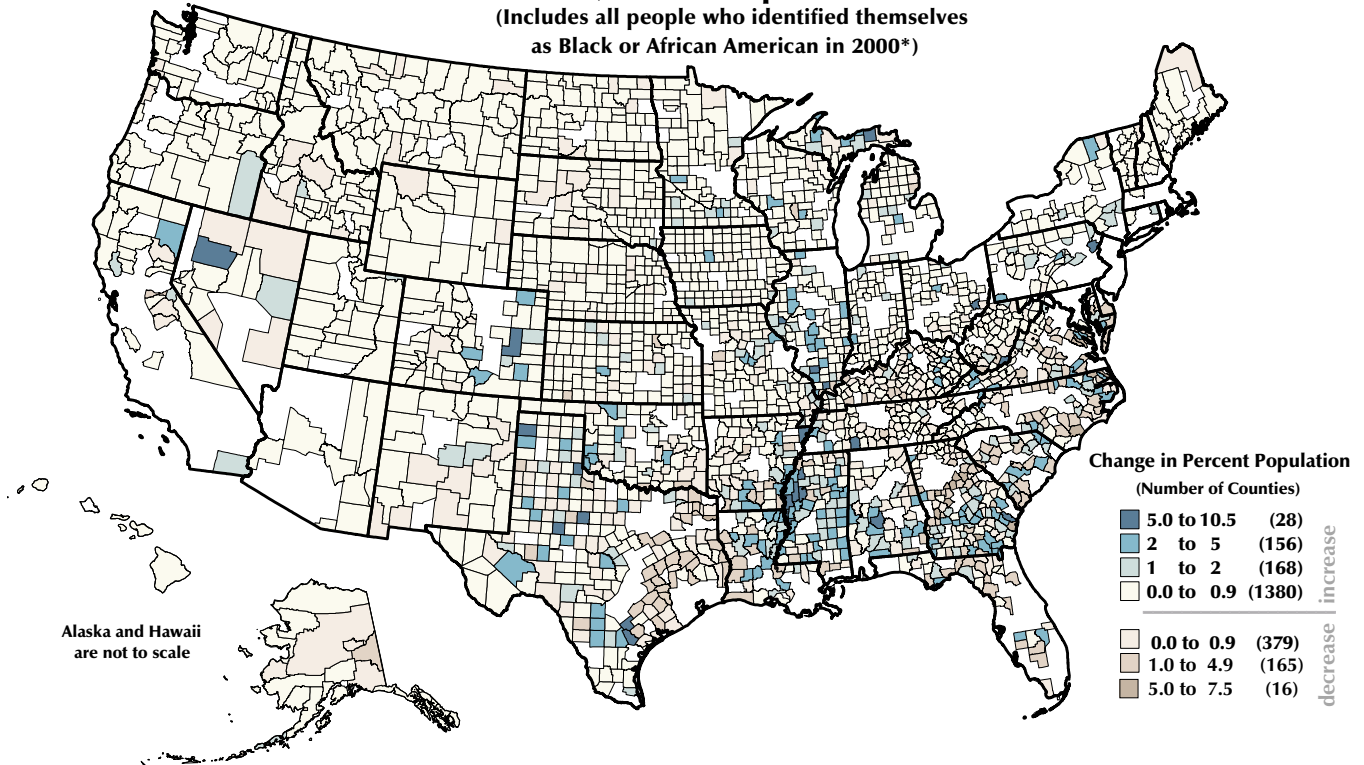 (Includes all people who identified themselves
as Black or African American in 2000*)
Change in Percent Population
(Number of Counties)
5.0 to 10.5 (28)
2 to 5 (156)
1 to 2 (168)
0.0 to 0.9 (1380)
increase
0.0 to 0.9 (379)
1.0 to 4.9 (165)
5.0 to 7.5 (16)
decrease
Alaska and Hawaii
are not to scale